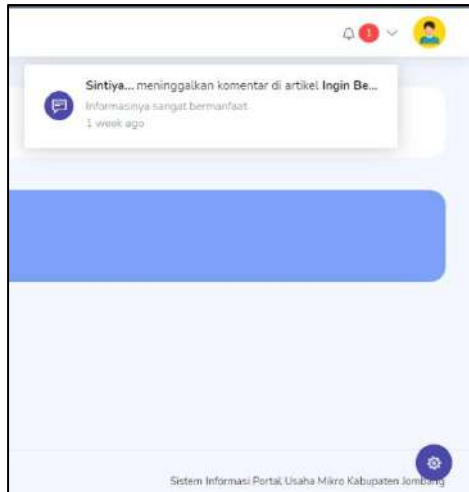 1
Sintiya... meninggalkan komentar di artikel Ingin Be...
Informasinya sangat bermanfaat
1 week ago
Sistem Informasi Portal Usaha Mikro Kabupaten Jombang